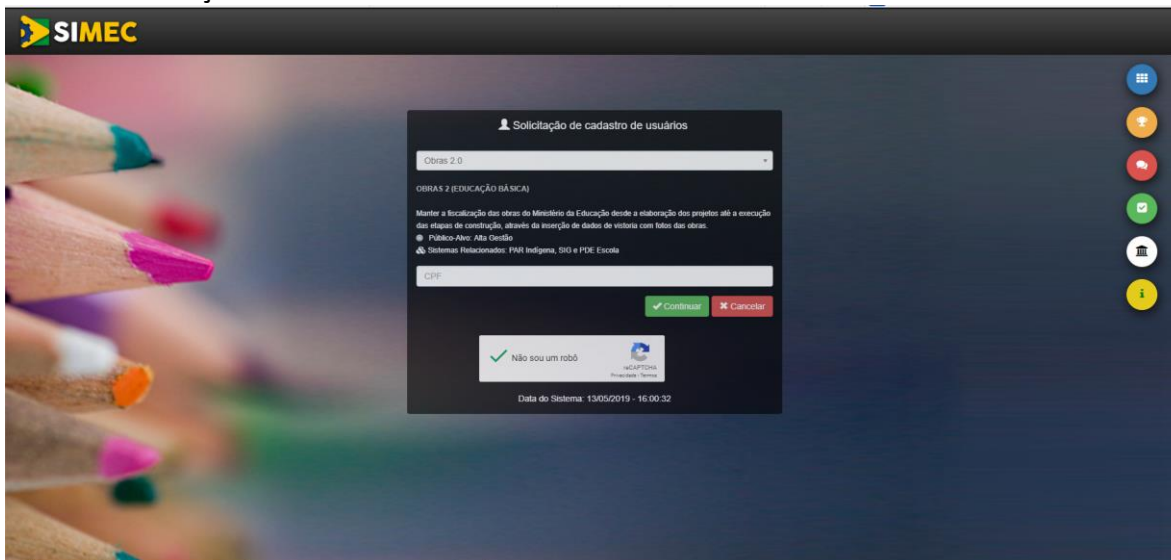 SIMEC
Solicitação de cadastro de usuários
Obras 2.0
OBRAS 2 (EDUCAÇÃO BÁSICA)
Manter a fiscalização das obras do Ministério da Educação desde a elaboração dos projetos até a execução
das etapas de construção, através da inserção de dados de vistoria com fotos das obras.
Público-Alvo: Alta Gestão
Sistemas Relacionados: PAR Indígena, SIG e PDE Escola
CPF
Continuar Cancelar
Não sou um robô
reCAPTCHA
Privacidade - Termos
Data do Sistema: 13/05/2019 - 16:00:32